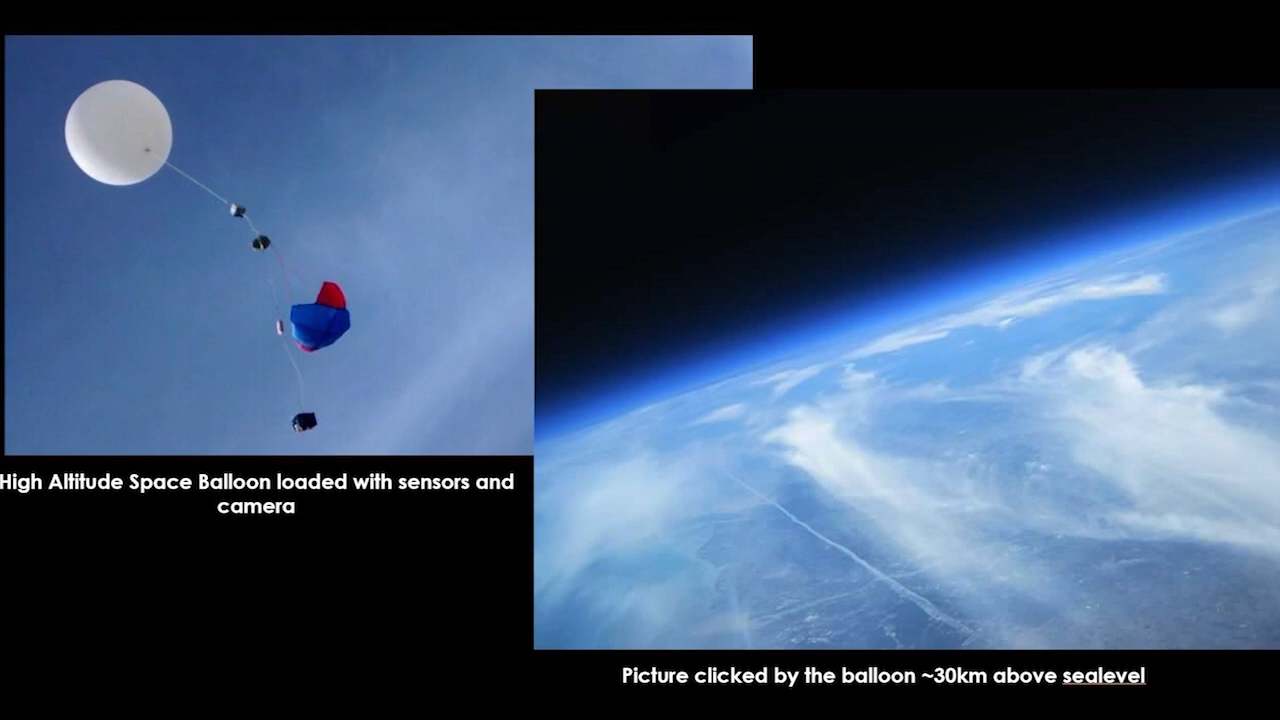 High Altitude Space Balloon loaded with sensors and
camera
Picture clicked by the balloon ~30km above sealevel